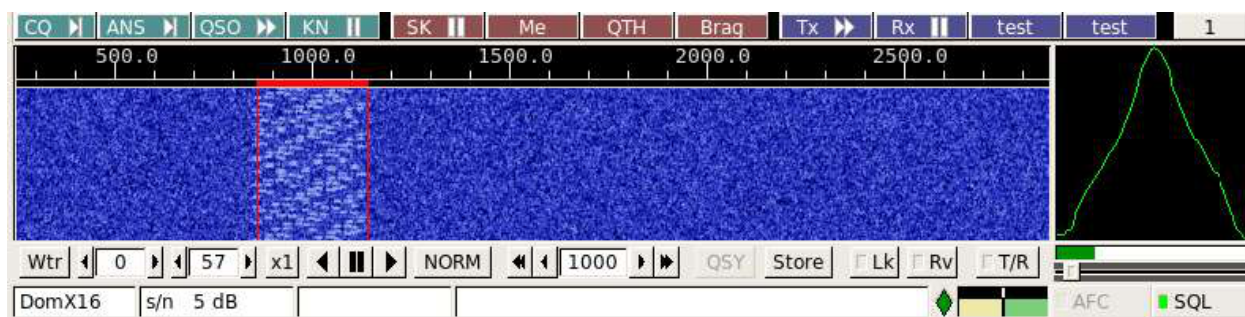 CQ ANS QSO KN SK Me QTH Brag Tx Rx test test 1
500.0 1000.0 1500.0 2000.0 2500.0
Wtr 0 57 x1 NORM 1000 QSY Store Lk Rv T/R
DomX16 s/n 5 dB AFC SQL